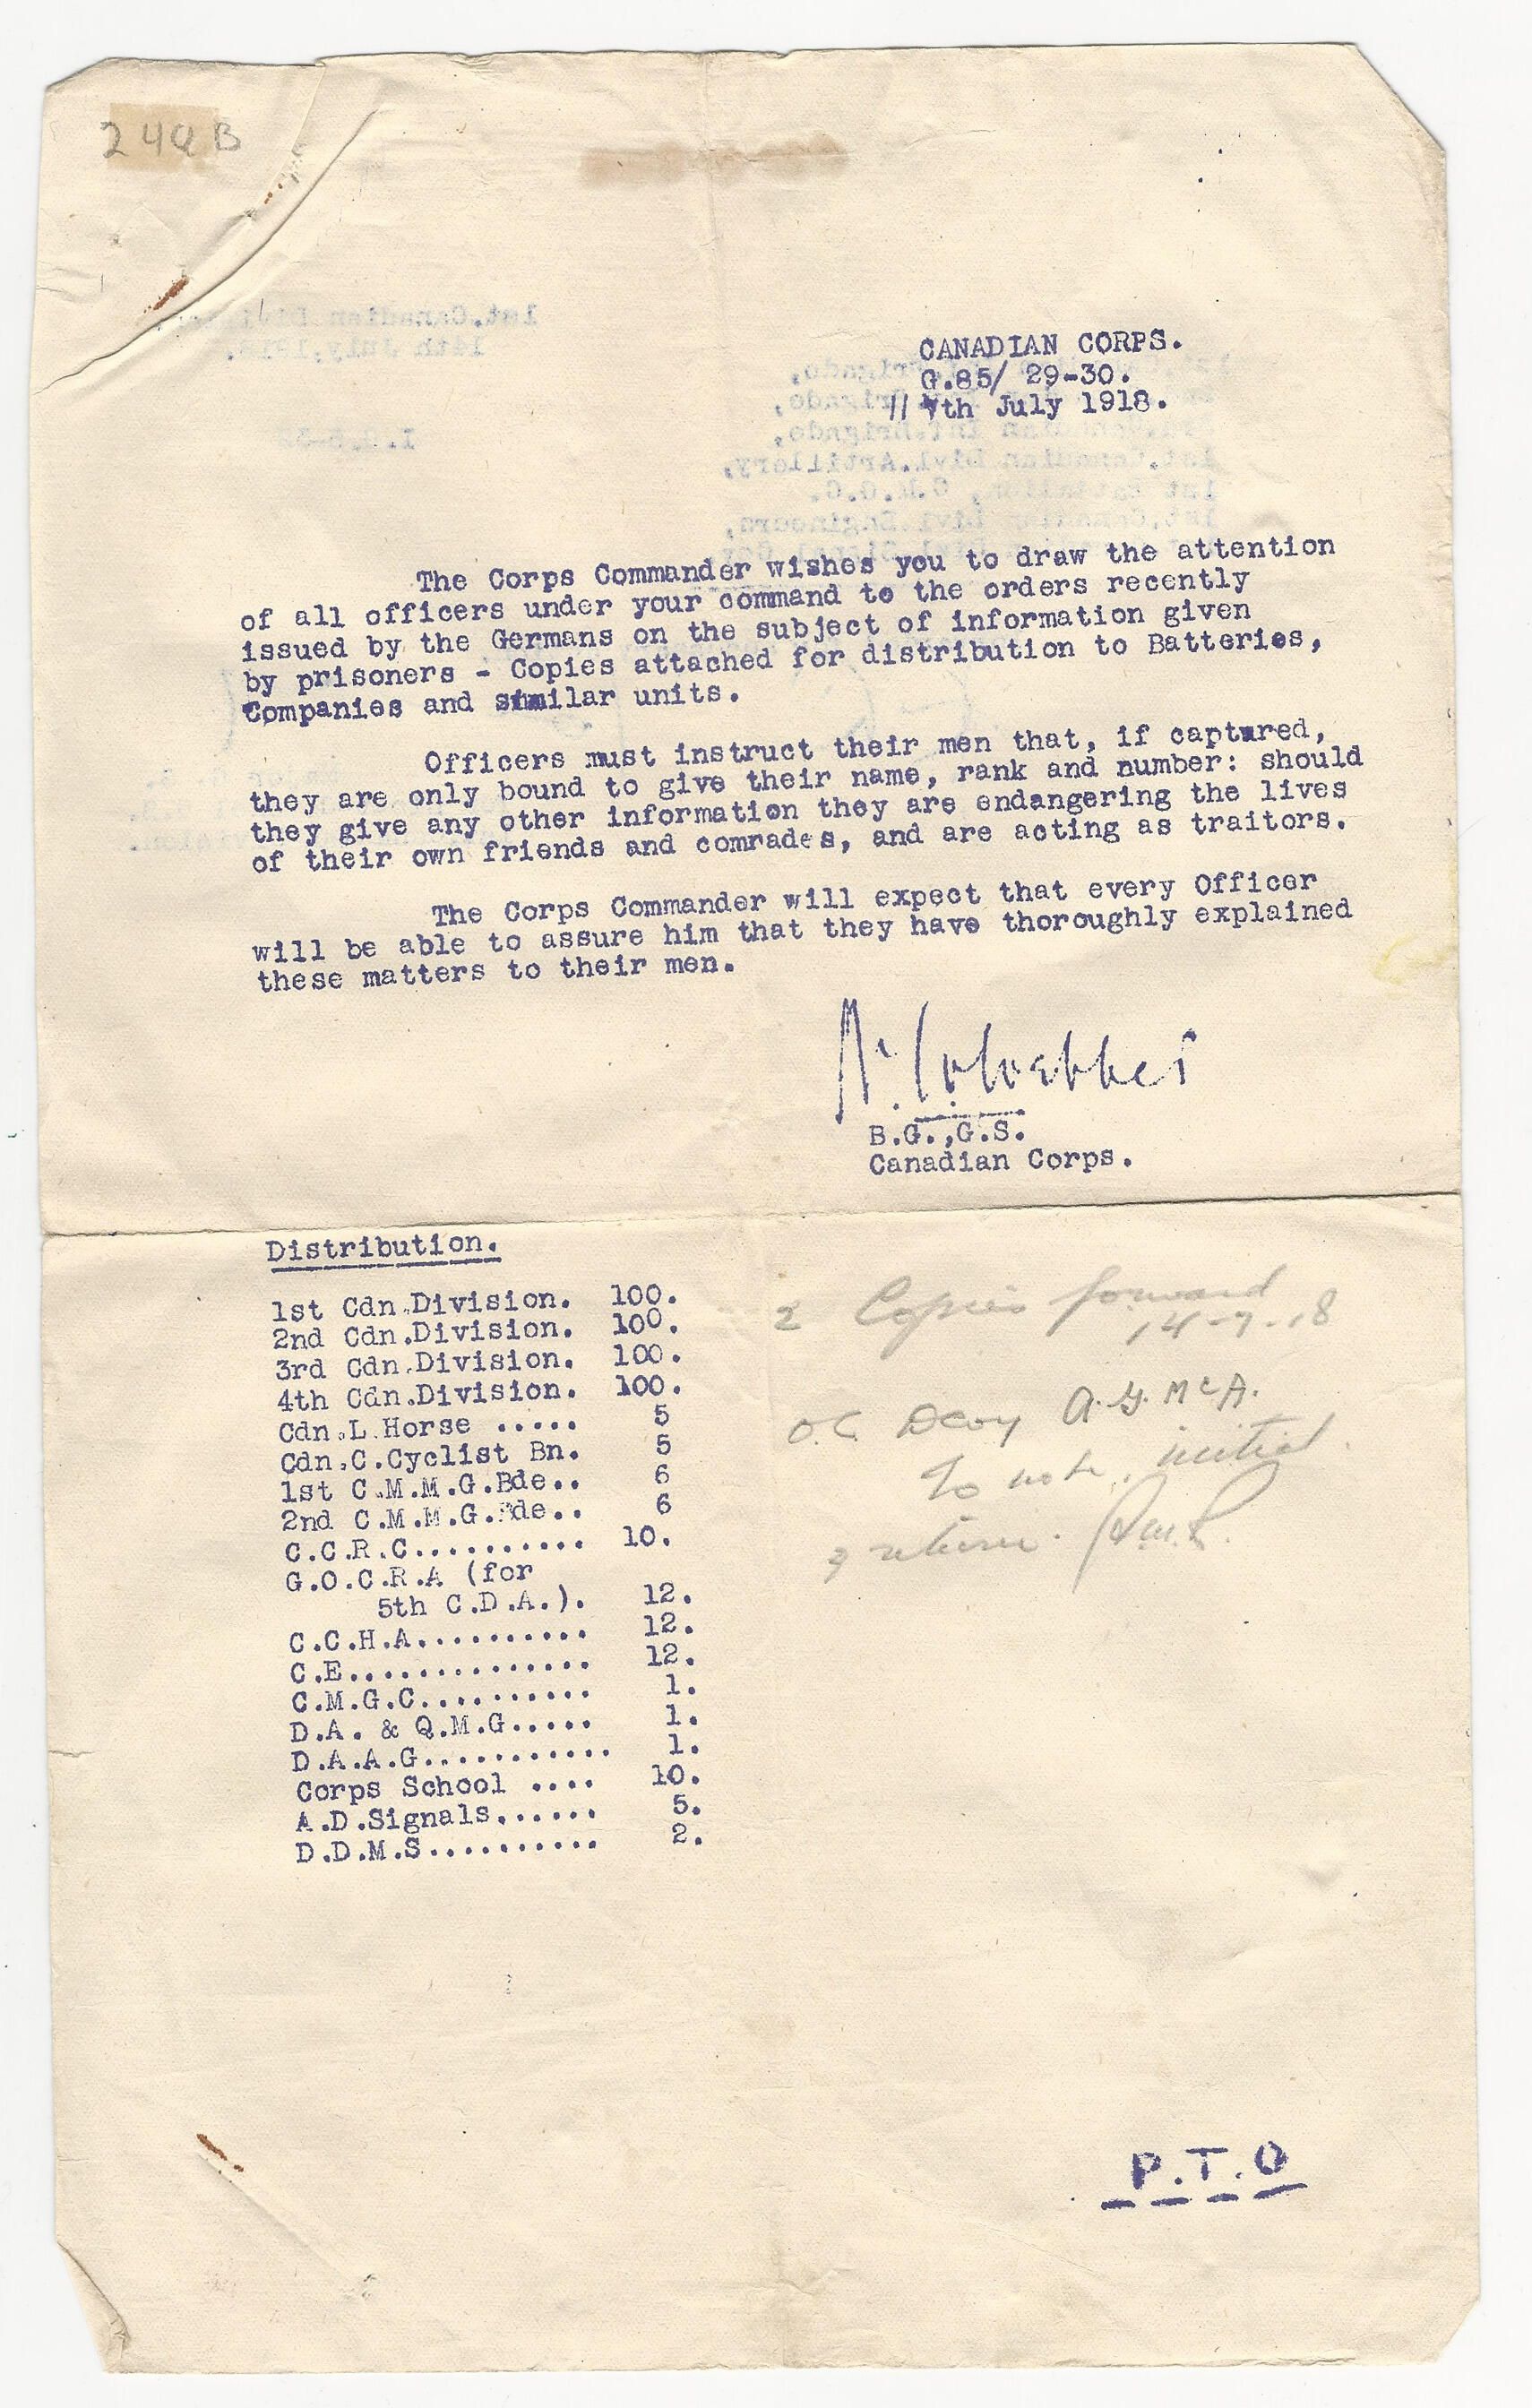 24QB
CANADIAN CORPS.
G.85/ 29-30.
11 th July 1918.
The Corps Commander wishes you to draw the attention
of all officers under your command to the orders recently
issued by the Germans on the subject of information given
by prisoners - Copies attached for distribution to Batteries,
Companies and similar units.
Officers must instruct their men that, if captured,
they are only bound to give their name, rank and number: should
they give any other information they are endangering the lives
of their own friends and comrades, and are acting as traitors.
The Corps Commander will expect that every Officer
will be able to assure him that they have thoroughly explained
these matters to their men.
B.G.,G.S.
Canadian Corps.
Distribution.
1st Cdn.Division. 100.
2nd Cdn.Division. 100.
3rd Cdn.Division. 100.
4th Cdn.Division. 100.
Cdn.L.Horse ..... 5
Cdn.C.Cyclist Bn. 5
1st C.M.M.G.Bde.. 6
2nd C.M.M.G.Bde.. 6
C.C.R.C.......... 10.
G.O.C.R.A (for
5th C.D.A.). 12.
C.C.H.A.......... 12.
C.E.............. 12.
C.M.G.C.......... 1.
D.A. & Q.M.G..... 1.
D.A.A.G........... 1.
Corps School .... 10.
A.D.Signals...... 5.
D.D.M.S.......... 2.
2 Copies forward
14-7-18
O.C. DCoy A.G. McA.
To note, initial
return
P.T.O